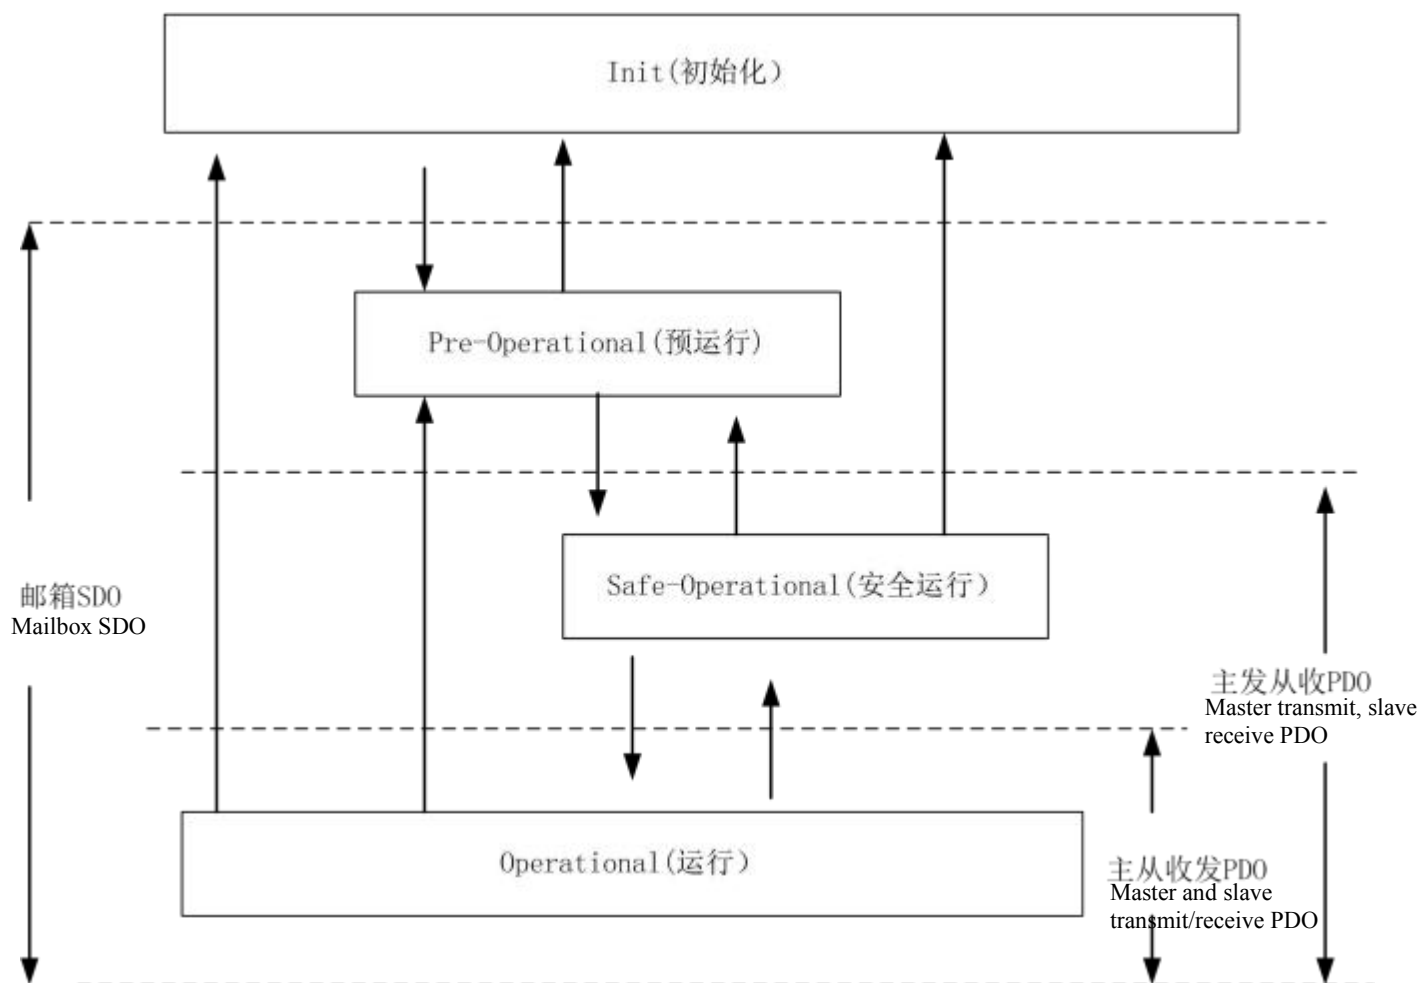 Init(初始化)
Pre-Operational(预运行)
Safe-Operational(安全运行)
邮箱SDO
Mailbox SDO
主发从收PDO
Master transmit, slave
receive PDO
Operational(运行)
主从收发PDO
Master and slave
transmit/receive PDO